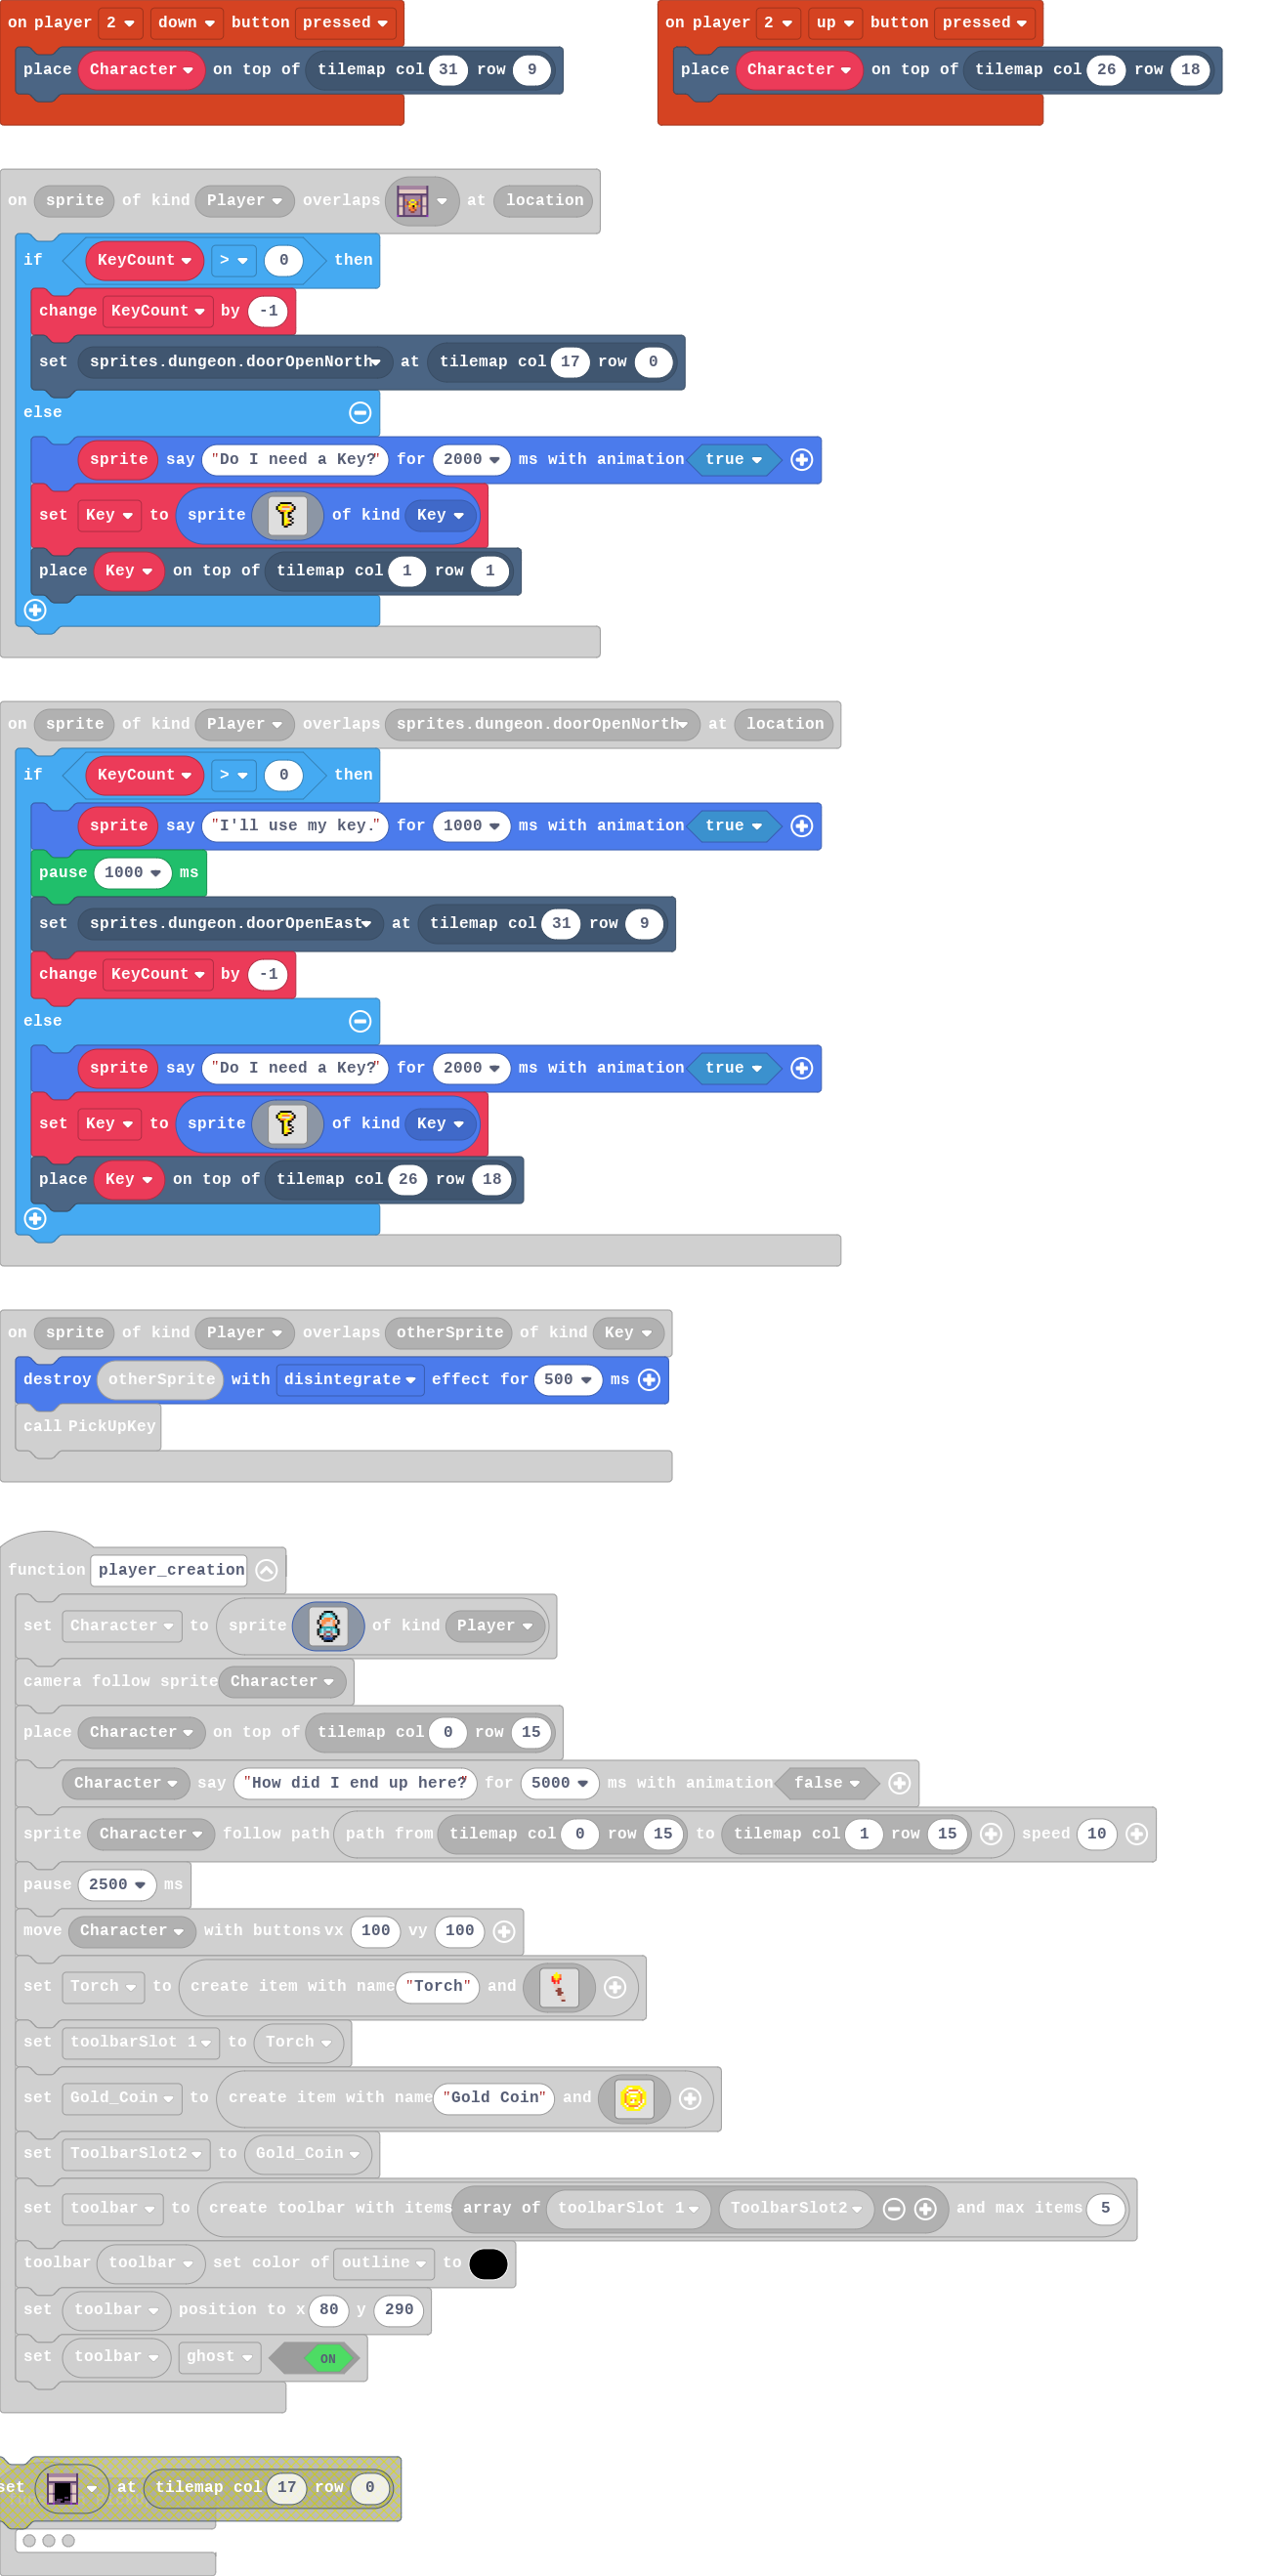 on player 2 down button pressed
place Character on top of tilemap col 31 row 9
on player 2 up button pressed
place Character on top of tilemap col 26 row 18
on sprite of kind Player overlaps at location
if KeyCount > 0 then
change KeyCount by -1
set sprites.dungeon.doorOpenNorth at tilemap col 17 row 0
else
sprite say "Do I need a Key?" for 2000 ms with animation true
set Key to sprite of kind Key
place Key on top of tilemap col 1 row 1
on sprite of kind Player overlaps sprites.dungeon.doorOpenNorth at location
if KeyCount > 0 then
sprite say "I'll use my key." for 1000 ms with animation true
pause 1000 ms
set sprites.dungeon.doorOpenEast at tilemap col 31 row 9
change KeyCount by -1
else
sprite say "Do I need a Key?" for 2000 ms with animation true
set Key to sprite of kind Key
place Key on top of tilemap col 26 row 18
on sprite of kind Player overlaps otherSprite of kind Key
destroy otherSprite with disintegrate effect for 500 ms
call PickUpKey
function player_creation
set Character to sprite of kind Player
camera follow sprite Character
place Character on top of tilemap col 0 row 15
Character say "How did I end up here?" for 5000 ms with animation false
sprite Character follow path path from tilemap col 0 row 15 to tilemap col 1 row 15 speed 10
pause 2500 ms
move Character with buttons vx 100 vy 100
set Torch to create item with name "Torch" and
set toolbarSlot 1 to Torch
set Gold_Coin to create item with name "Gold Coin" and
set ToolbarSlot2 to Gold_Coin
set toolbar to create toolbar with items array of toolbarSlot 1 ToolbarSlot2 and max items 5
toolbar toolbar set color of outline to
set toolbar position to x 80 y 290
set toolbar ghost ON
set at tilemap col 17 row 0